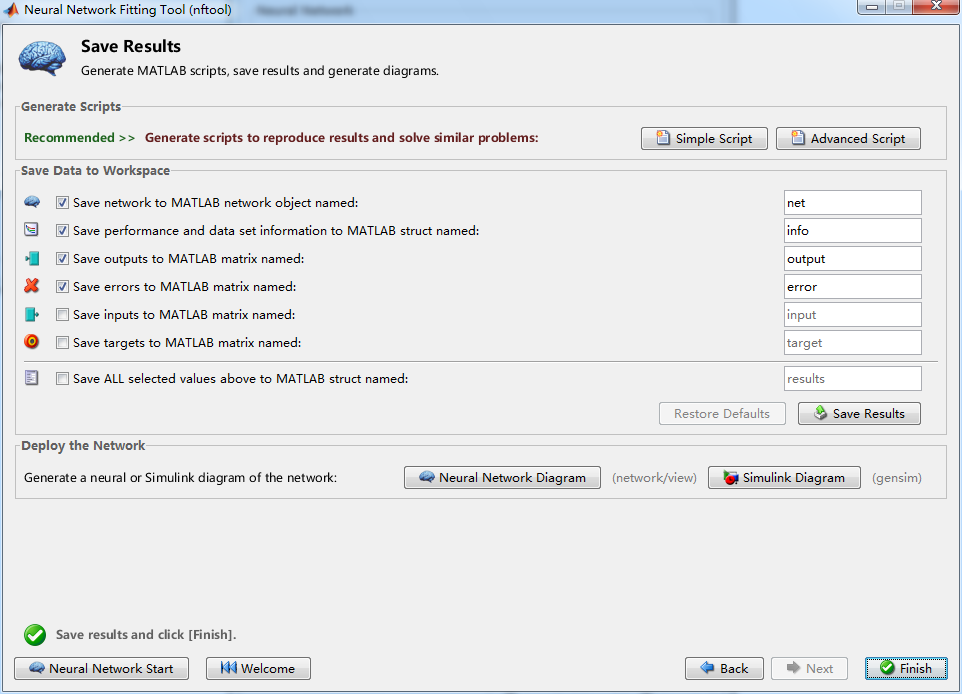 Neural Network Fitting Tool (nftool)
Neural Network
Save Results
Generate MATLAB scripts, save results and generate diagrams.
Generate Scripts
Recommended >> Generate scripts to reproduce results and solve similar problems: Simple Script Advanced Script
Save Data to Workspace
Save network to MATLAB network object named: net
Save performance and data set information to MATLAB struct named: info
Save outputs to MATLAB matrix named: output
Save errors to MATLAB matrix named: error
Save inputs to MATLAB matrix named: input
Save targets to MATLAB matrix named: target
Save ALL selected values above to MATLAB struct named: results
Restore Defaults Save Results
Deploy the Network
Generate a neural or Simulink diagram of the network: Neural Network Diagram (network/view) Simulink Diagram (gensim)
Save results and click [Finish].
Neural Network Start Welcome Back Next Finish